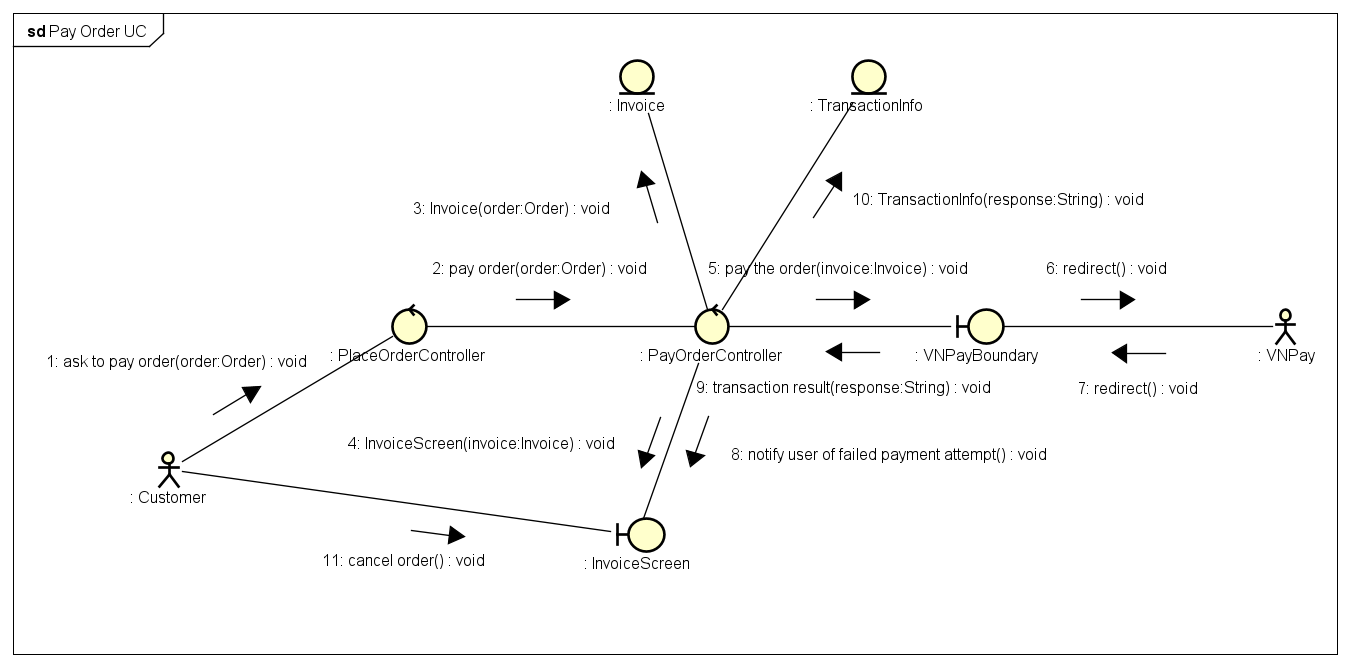 sd Pay Order UC
: Invoice
: TransactionInfo
10: TransactionInfo(response:String) : void
3: Invoice(order:Order) : void
2: pay order(order:Order) : void
5: pay the order(invoice:Invoice) : void
6: redirect() : void
: PlaceOrderController
: PayOrderController
: VNPayBoundary
: VNPay
1: ask to pay order(order:Order) : void
9: transaction result(response:String) : void
7: redirect() : void
4: InvoiceScreen(invoice:Invoice) : void
8: notify user of failed payment attempt() : void
: Customer
11: cancel order() : void
: InvoiceScreen